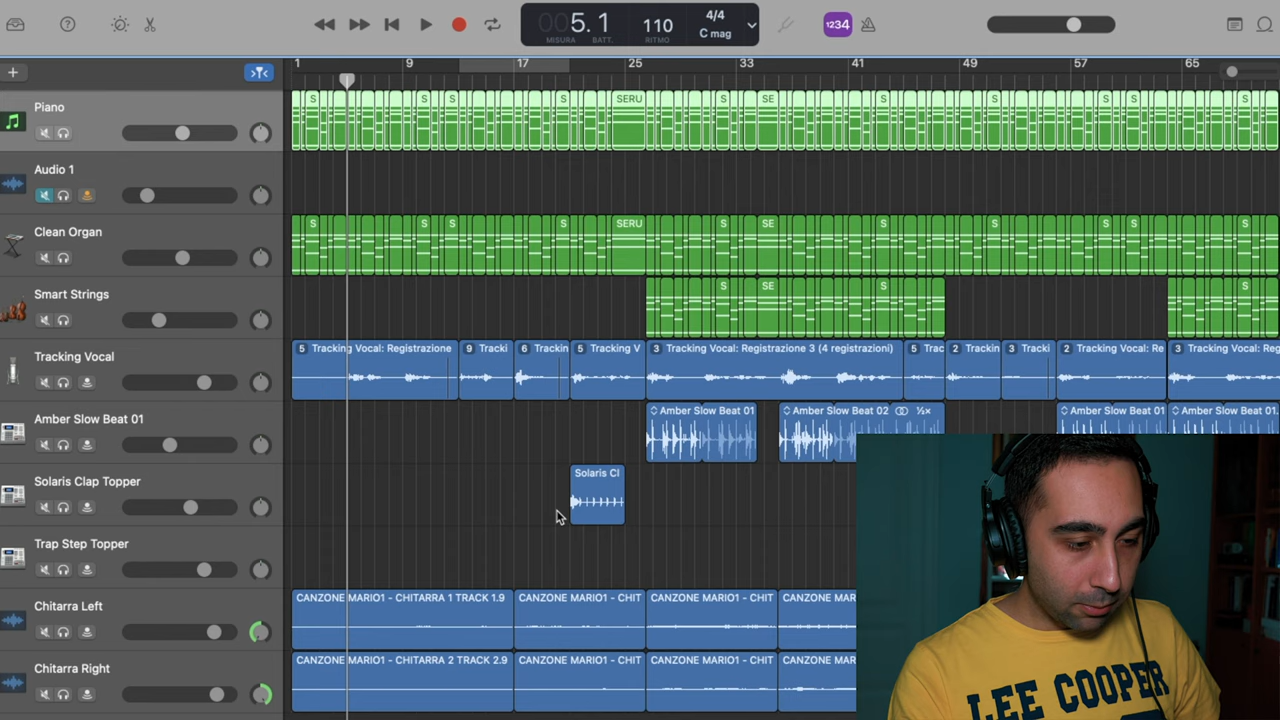 005. 1
MISURA BATT.
110
RITMO
4/4
C mag
1234
1 9 17 25 33 41 49 57 65
Piano
S S S S SERU S SE S S S S S
Audio 1
Clean Organ
S S S S SERU S SE S S S S S
Smart Strings
S SE S S
Tracking Vocal
5 Tracking Vocal: Registrazione 9 Tracki 6 Trackin 5 Tracking V 3 Tracking Vocal: Registrazione 3 (4 registrazioni) 5 Trac 2 Trackin 3 Tracki 2 Tracking Vocal: Re 3 Tracking Vocal: Reg
Amber Slow Beat 01
Amber Slow Beat 01 Amber Slow Beat 02 ½× Amber Slow Beat 01 Amber Slow Beat 01.
Solaris Clap Topper
Solaris Cl
Trap Step Topper
Chitarra Left
CANZONE MARIO1 - CHITARRA 1 TRACK 1.9 CANZONE MARIO1 - CHIT CANZONE MARIO1 - CHIT CANZONE MARIO
Chitarra Right
CANZONE MARIO1 - CHITARRA 2 TRACK 2.9 CANZONE MARIO1 - CHIT CANZONE MARIO1 - CHIT CANZONE MARIO
LEE COOPER